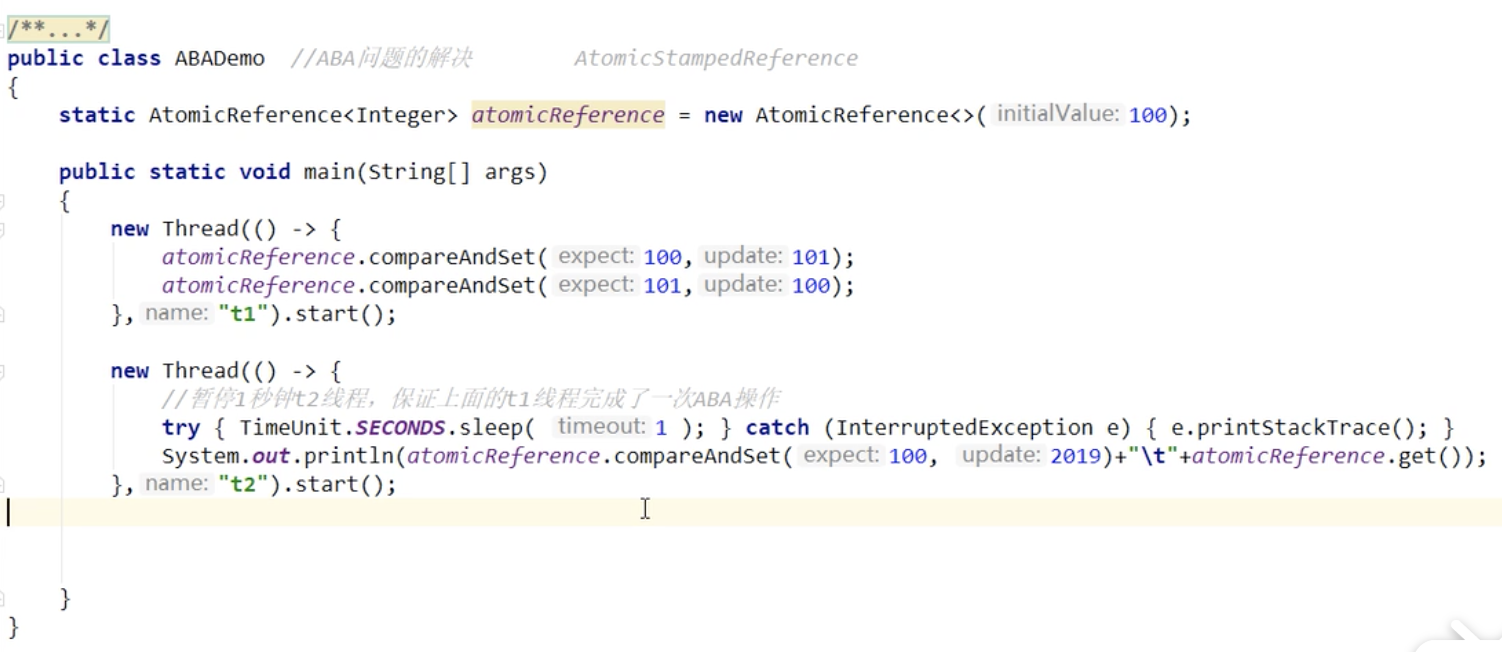 /**...*/
public class ABADemo //ABA问题的解决 AtomicStampedReference
{
static AtomicReference<Integer> atomicReference = new AtomicReference<>( initialValue: 100);
public static void main(String[] args)
{
new Thread(() -> {
atomicReference.compareAndSet( expect: 100, update: 101);
atomicReference.compareAndSet( expect: 101, update: 100);
}, name: "t1").start();
new Thread(() -> {
//暂停1秒钟t2线程，保证上面的t1线程完成了一次ABA操作
try { TimeUnit.SECONDS.sleep( timeout: 1 ); } catch (InterruptedException e) { e.printStackTrace(); }
System.out.println(atomicReference.compareAndSet( expect: 100, update: 2019)+"\t"+atomicReference.get());
}, name: "t2").start();
}
}